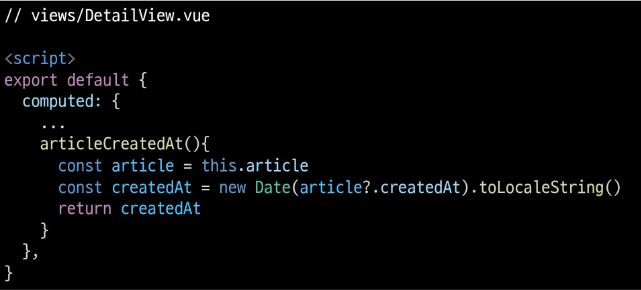 // views/DetailView.vue
<script>
export default {
computed: {
...
articleCreatedAt(){
const article = this.article
const createdAt = new Date(article?.createdAt).toLocaleString()
return createdAt
}
},
}